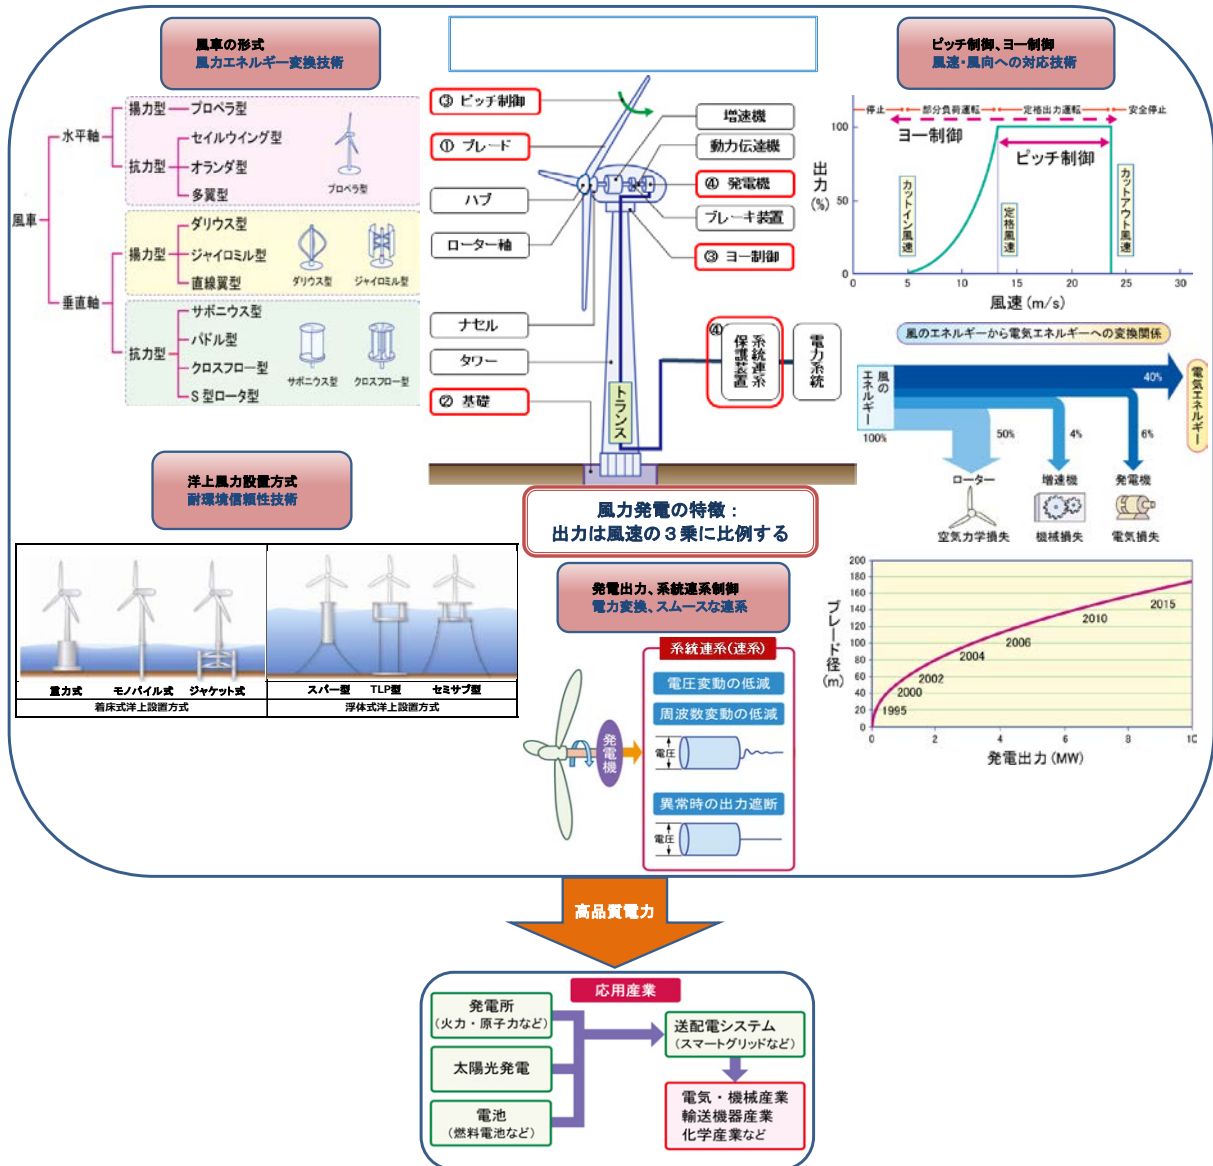 風車の形式
風力エネルギー変換技術
ピッチ制御、ヨー制御
風速・風向への対応技術
風車
水平軸
揚力型
プロペラ型
抗力型
セイルウイング型
オランダ型
多翼型
プロペラ型
垂直軸
揚力型
ダリウス型
ジャイロミル型
直線翼型
ダリウス型
ジャイロミル型
抗力型
サボニウス型
パドル型
クロスフロー型
S型ロータ型
サボニウス型
クロスフロー型
③ ピッチ制御
① ブレード
ハブ
ローター軸
ナセル
タワー
② 基礎
増速機
動力伝達機
④ 発電機
ブレーキ装置
③ ヨー制御
④
系統連系
保護装置
電力系統
トランス
停止
部分負荷運転
定格出力運転
安全停止
ヨー制御
ピッチ制御
出力
(%)
100
50
0
カットイン風速
定格風速
カットアウト風速
0
5
10
15
20
25
30
風速(m/s)
風のエネルギーから電気エネルギーへの変換関係
風の
エネルギー
100%
40%
電気エネルギー
50%
4%
6%
ローター
増速機
発電機
空気力学損失
機械損失
電気損失
洋上風力設置方式
耐環境信頼性技術
重力式
モノパイル式
ジャケット式
スパー型
TLP型
セミサブ型
着床式洋上設置方式
浮体式洋上設置方式
風力発電の特徴：
出力は風速の３乗に比例する
発電出力、系統連系制御
電力変換、スムースな連系
系統連系(速系)
電圧変動の低減
周波数変動の低減
電圧
異常時の出力遮断
電圧
発電機
ブレード径
(m)
200
180
160
140
120
100
80
60
40
20
0
1995
2000
2002
2004
2006
2010
2015
0
2
4
6
8
10
発電出力(MW)
高品質電力
応用産業
発電所
(火力・原子力など)
太陽光発電
電池
(燃料電池など)
送配電システム
(スマートグリッドなど)
電気・機械産業
輸送機器産業
化学産業など